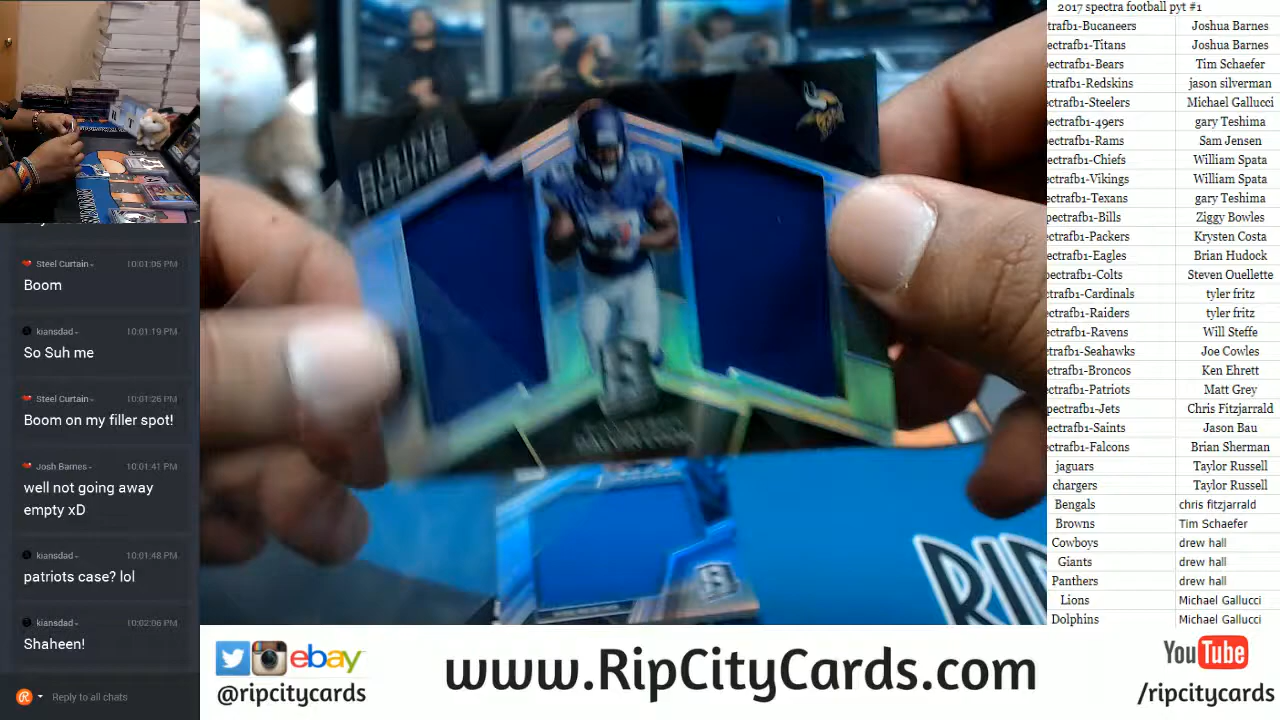 Steel Curtain 10:01:05 PM
Boom
kiansdad 10:01:19 PM
So Suh me
Steel Curtain 10:01:26 PM
Boom on my filler spot!
Josh Barnes 10:01:41 PM
well not going away
empty xD
kiansdad 10:01:48 PM
patriots case? lol
kiansdad 10:02:06 PM
Shaheen!
Reply to all chats
RIP
2017 spectra football pyt #1
trafb1-Bucaneers Joshua Barnes
ectrafb1-Titans Joshua Barnes
ectrafb1-Bears Tim Schaefer
ectrafb1-Redskins jason silverman
ectrafb1-Steelers Michael Gallucci
ectrafb1-49ers gary Teshima
ectrafb1-Rams Sam Jensen
ectrafb1-Chiefs William Spata
ectrafb1-Vikings William Spata
ectrafb1-Texans gary Teshima
pectrafb1-Bills Ziggy Bowles
ectrafb1-Packers Krysten Costa
ectrafb1-Eagles Brian Hudock
ectrafb1-Colts Steven Ouellette
ctrafb1-Cardinals tyler fritz
ectrafb1-Raiders tyler fritz
ectrafb1-Ravens Will Steffe
ctrafb1-Seahawks Joe Cowles
ectrafb1-Broncos Ken Ehrett
ectrafb1-Patriots Matt Grey
pectrafb1-Jets Chris Fitzjarrald
ectrafb1-Saints Jason Bau
ectrafb1-Falcons Brian Sherman
jaguars Taylor Russell
chargers Taylor Russell
Bengals chris fitzjarrald
Browns Tim Schaefer
Cowboys drew hall
Giants drew hall
Panthers drew hall
Lions Michael Gallucci
Dolphins Michael Gallucci
ebay
@ripcitycards
www.RipCityCards.com
YouTube
/ripcitycards